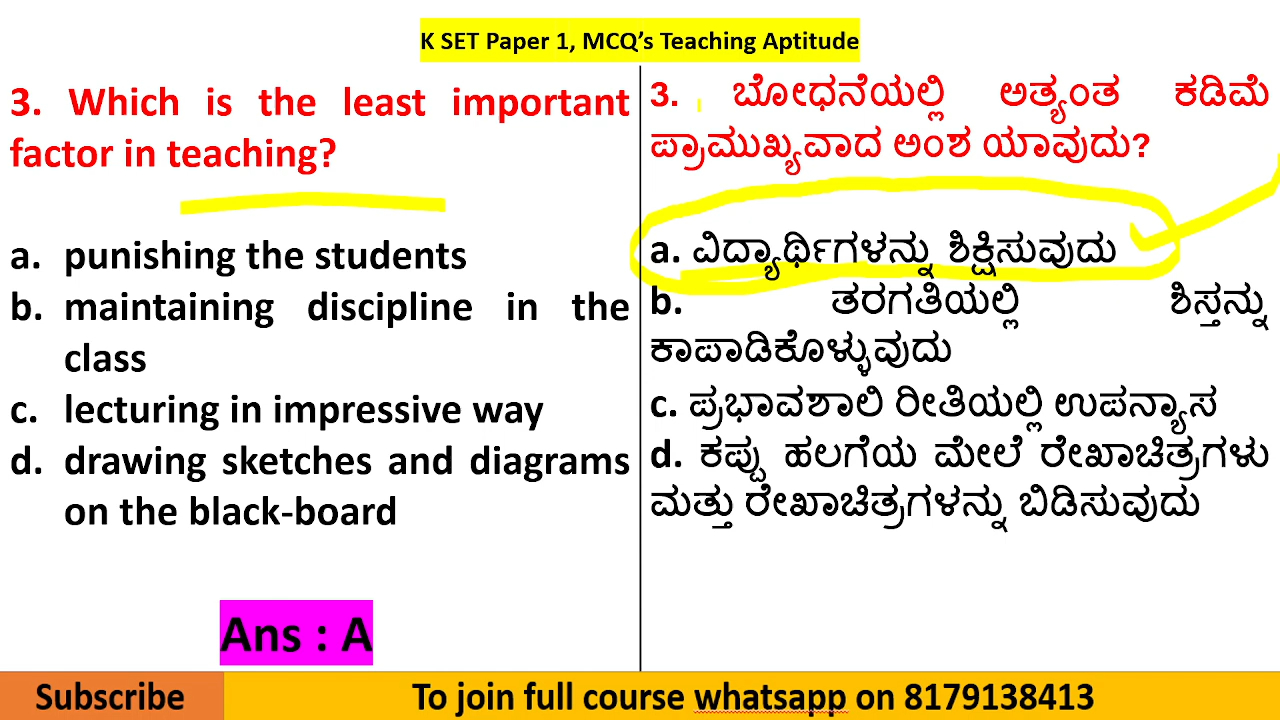 K SET Paper 1, MCQ's Teaching Aptitude
3. Which is the least important
factor in teaching?
a. punishing the students
b. maintaining discipline in the
class
c. lecturing in impressive way
d. drawing sketches and diagrams
on the black-board
Ans : A
3. ಬೋಧನೆಯಲ್ಲಿ ಅತ್ಯಂತ ಕಡಿಮೆ
ಪ್ರಾಮುಖ್ಯವಾದ ಅಂಶ ಯಾವುದು?
a. ವಿದ್ಯಾರ್ಥಿಗಳನ್ನು ಶಿಕ್ಷಿಸುವುದು
b. ತರಗತಿಯಲ್ಲಿ ಶಿಸ್ತನ್ನು
ಕಾಪಾಡಿಕೊಳ್ಳುವುದು
c. ಪ್ರಭಾವಶಾಲಿ ರೀತಿಯಲ್ಲಿ ಉಪನ್ಯಾಸ
d. ಕಪ್ಪು ಹಲಗೆಯ ಮೇಲೆ ರೇಖಾಚಿತ್ರಗಳು
ಮತ್ತು ರೇಖಾಚಿತ್ರಗಳನ್ನು ಬಿಡಿಸುವುದು
Subscribe
To join full course whatsapp on 8179138413